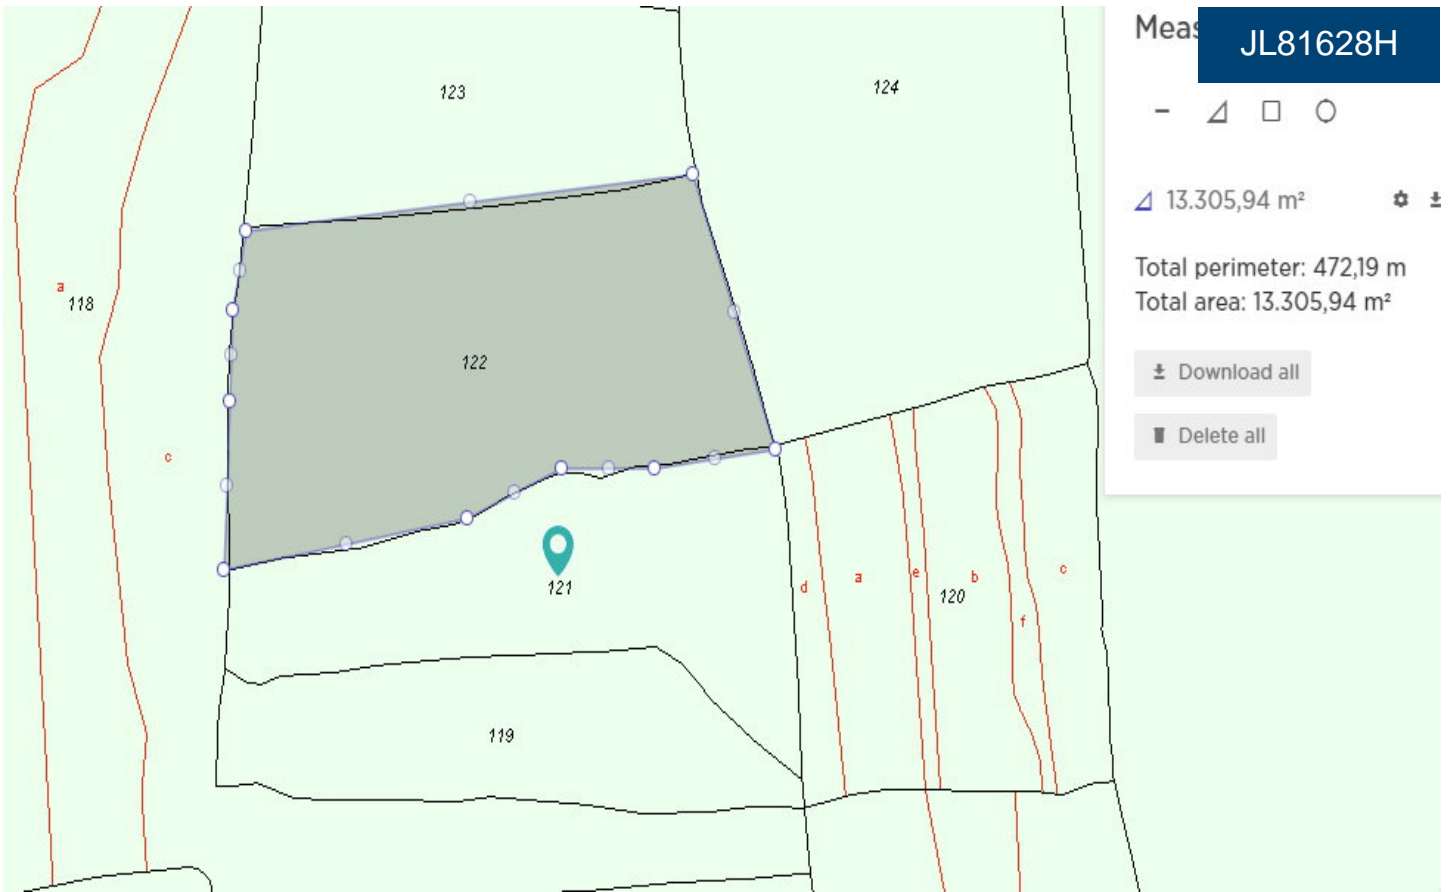 Meas
JL81628H
13.305,94 m²
Total perimeter: 472,19 m
Total area: 13.305,94 m²
Download all
Delete all
123
124
a
118
122
c
121
d
a
e
120
b
f
c
119